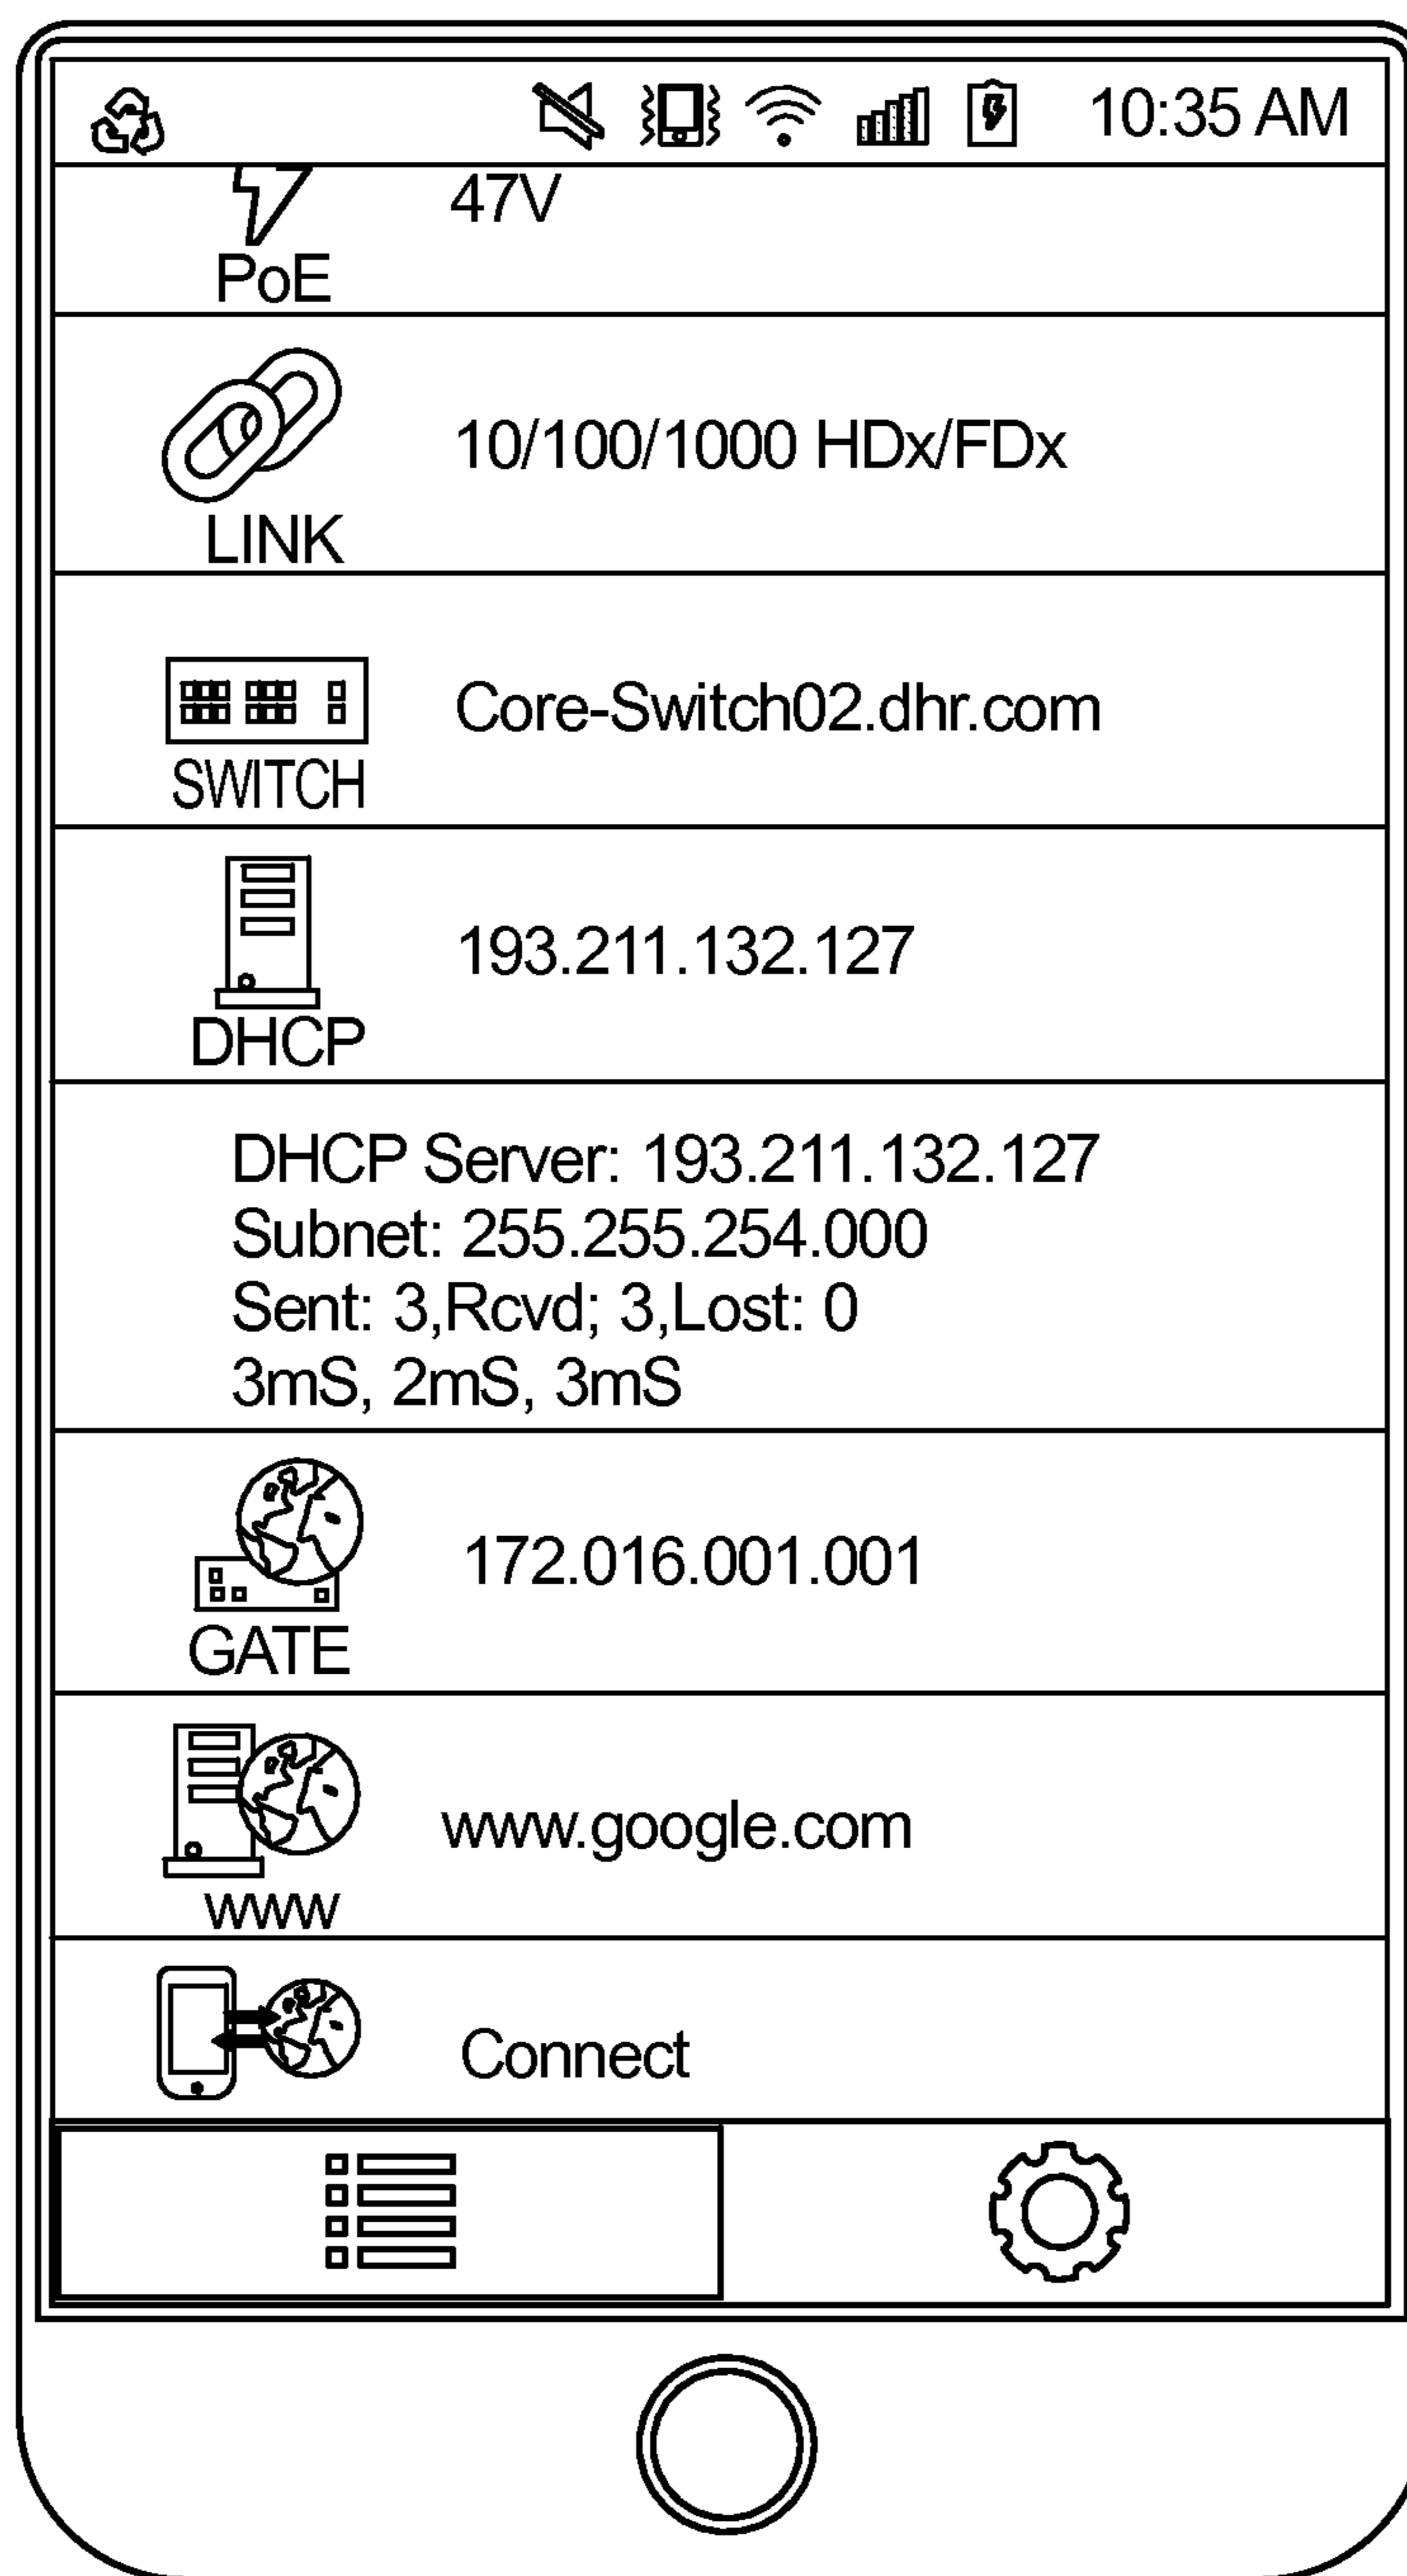 10:35 AM
47V
PoE
10/100/1000 HDx/FDx
LINK
Core-Switch02.dhr.com
SWITCH
193.211.132.127
DHCP
DHCP Server: 193.211.132.127
Subnet: 255.255.254.000
Sent: 3,Rcvd; 3,Lost: 0
3mS, 2mS, 3mS
172.016.001.001
GATE
www.google.com
www
Connect